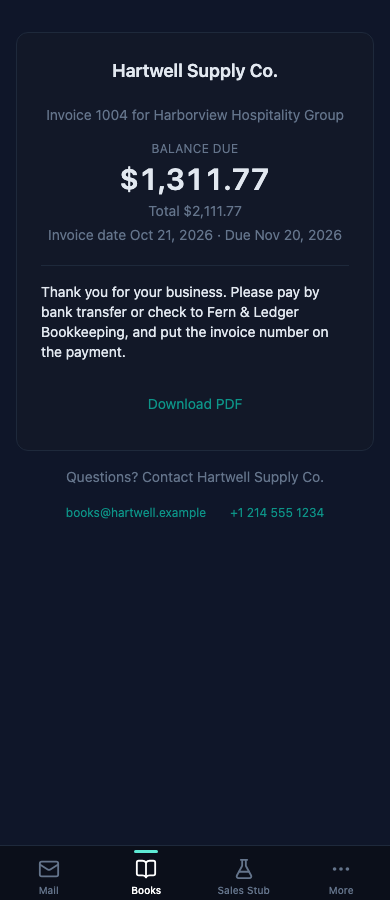 Hartwell Supply Co.
Invoice 1004 for Harborview Hospitality Group
BALANCE DUE
$1,311.77
Total $2,111.77
Invoice date Oct 21, 2026 · Due Nov 20, 2026
Thank you for your business. Please pay by
bank transfer or check to Fern & Ledger
Bookkeeping, and put the invoice number on
the payment.
Download PDF
Questions? Contact Hartwell Supply Co.
books@hartwell.example +1 214 555 1234
Mail Books Sales Stub More